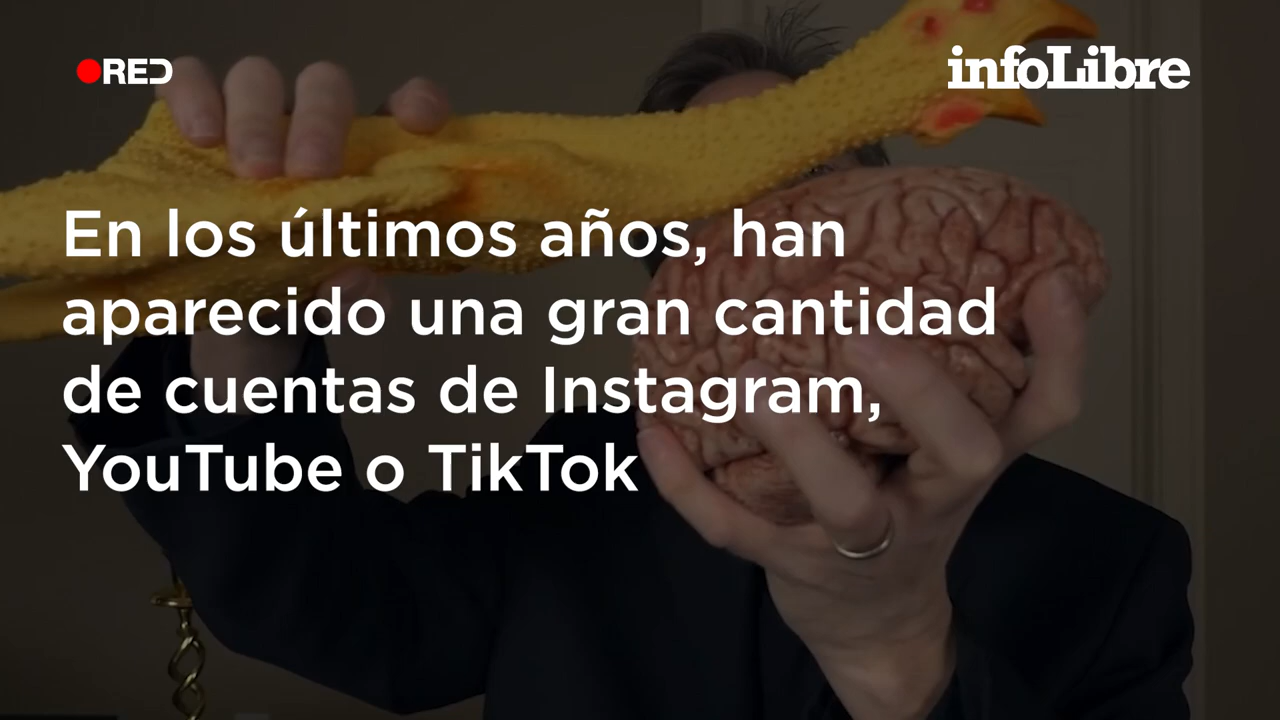 RED
infoLibre
En los últimos años, han
aparecido una gran cantidad
de cuentas de Instagram,
YouTube o TikTok